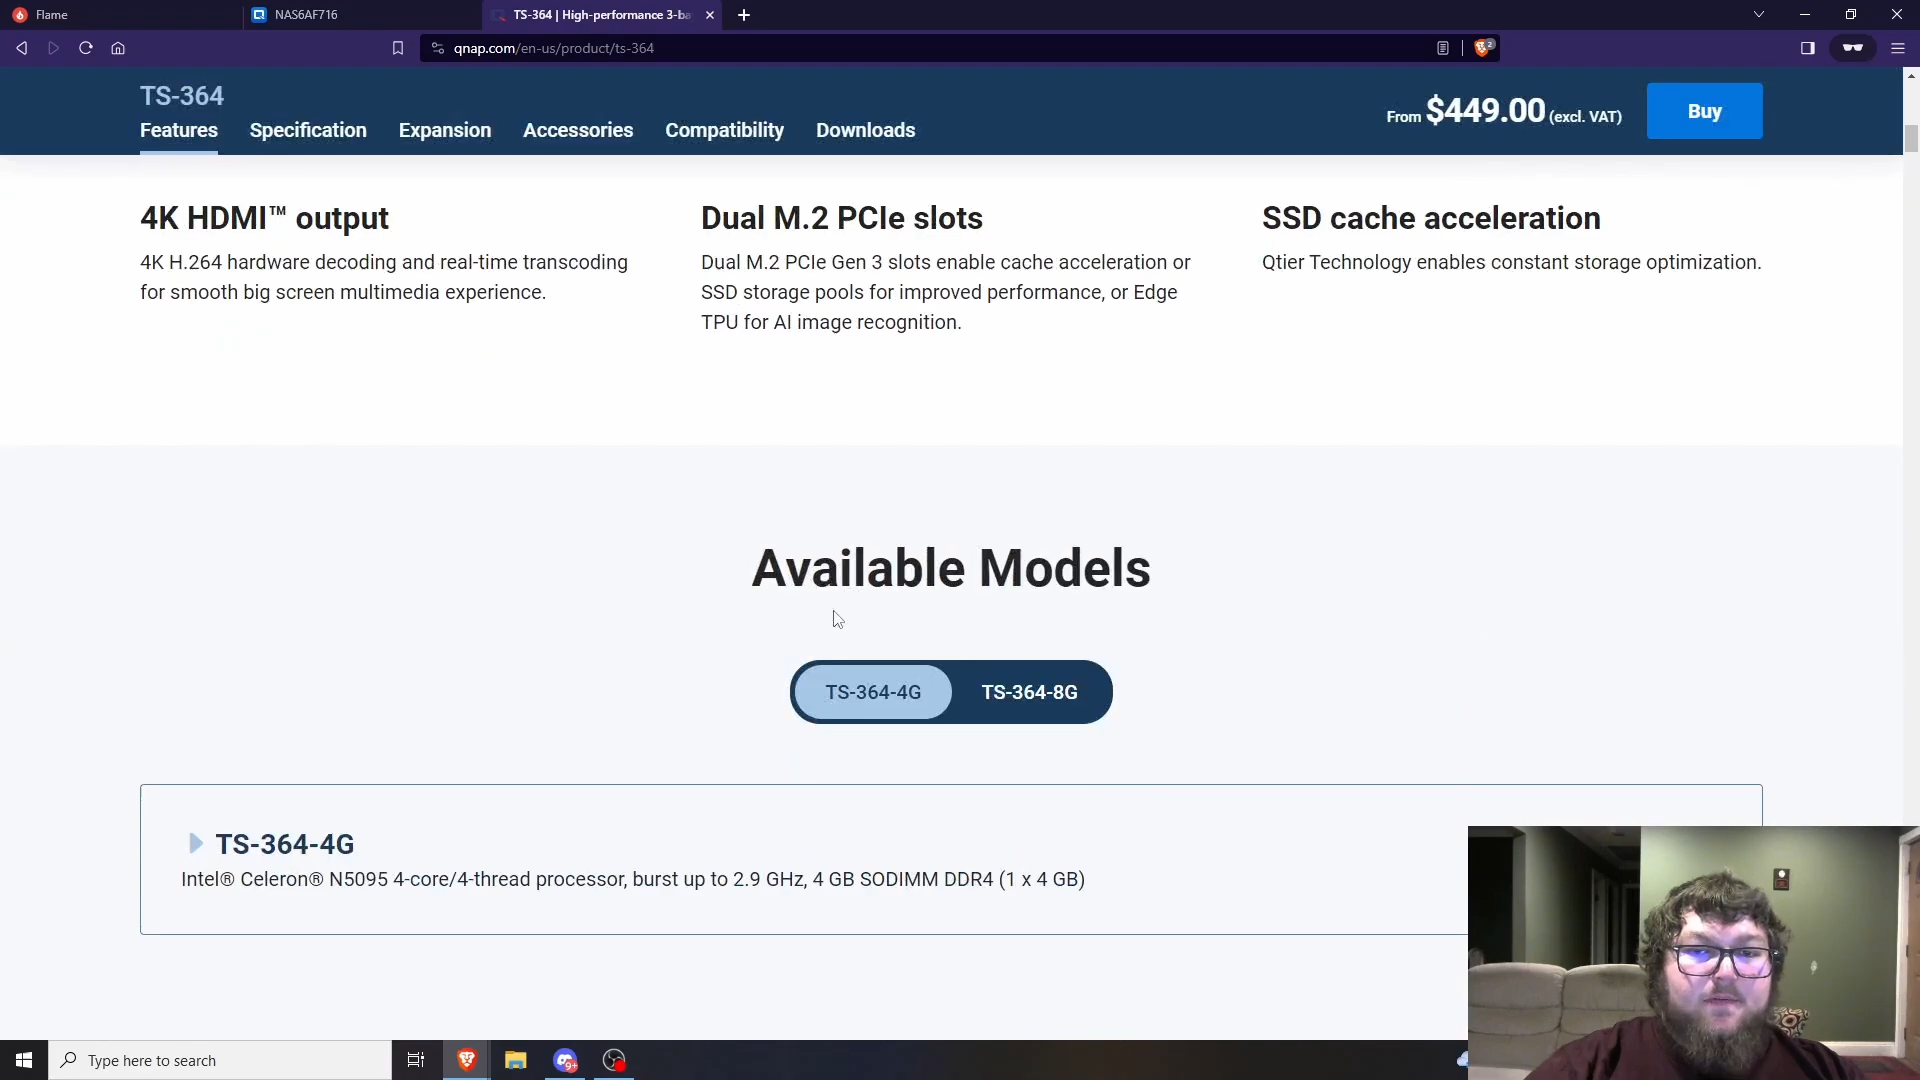 Flame
NAS6AF716
TS-364 | High-performance 3-ba
qnap.com/en-us/product/ts-364
2
TS-364
Features
Specification
Expansion
Accessories
Compatibility
Downloads
From $449.00 (excl. VAT)
Buy
4K HDMI™ output
4K H.264 hardware decoding and real-time transcoding
for smooth big screen multimedia experience.
Dual M.2 PCIe slots
Dual M.2 PCIe Gen 3 slots enable cache acceleration or
SSD storage pools for improved performance, or Edge
TPU for AI image recognition.
SSD cache acceleration
Qtier Technology enables constant storage optimization.
Available Models
TS-364-4G
TS-364-8G
TS-364-4G
Intel® Celeron® N5095 4-core/4-thread processor, burst up to 2.9 GHz, 4 GB SODIMM DDR4 (1 x 4 GB)
Type here to search
9+